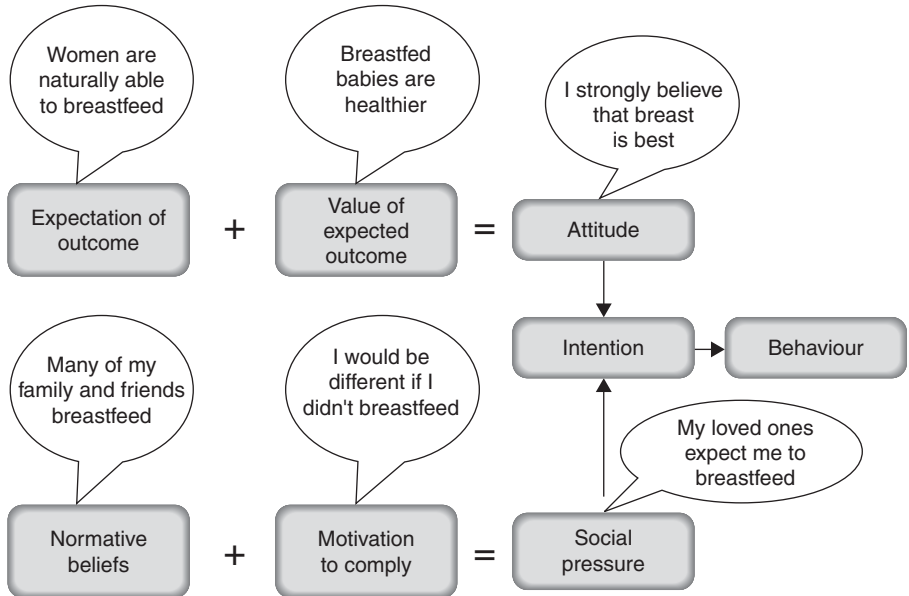 Women are
naturally able
to breastfeed
Breastfed
babies are
healthier
I strongly believe
that breast
is best
Expectation of
outcome
+
Value of
expected
outcome
=
Attitude
Intention
Behaviour
Many of my
family and friends
breastfeed
I would be
different if I
didn't breastfeed
My loved ones
expect me to
breastfeed
Normative
beliefs
+
Motivation
to comply
=
Social
pressure